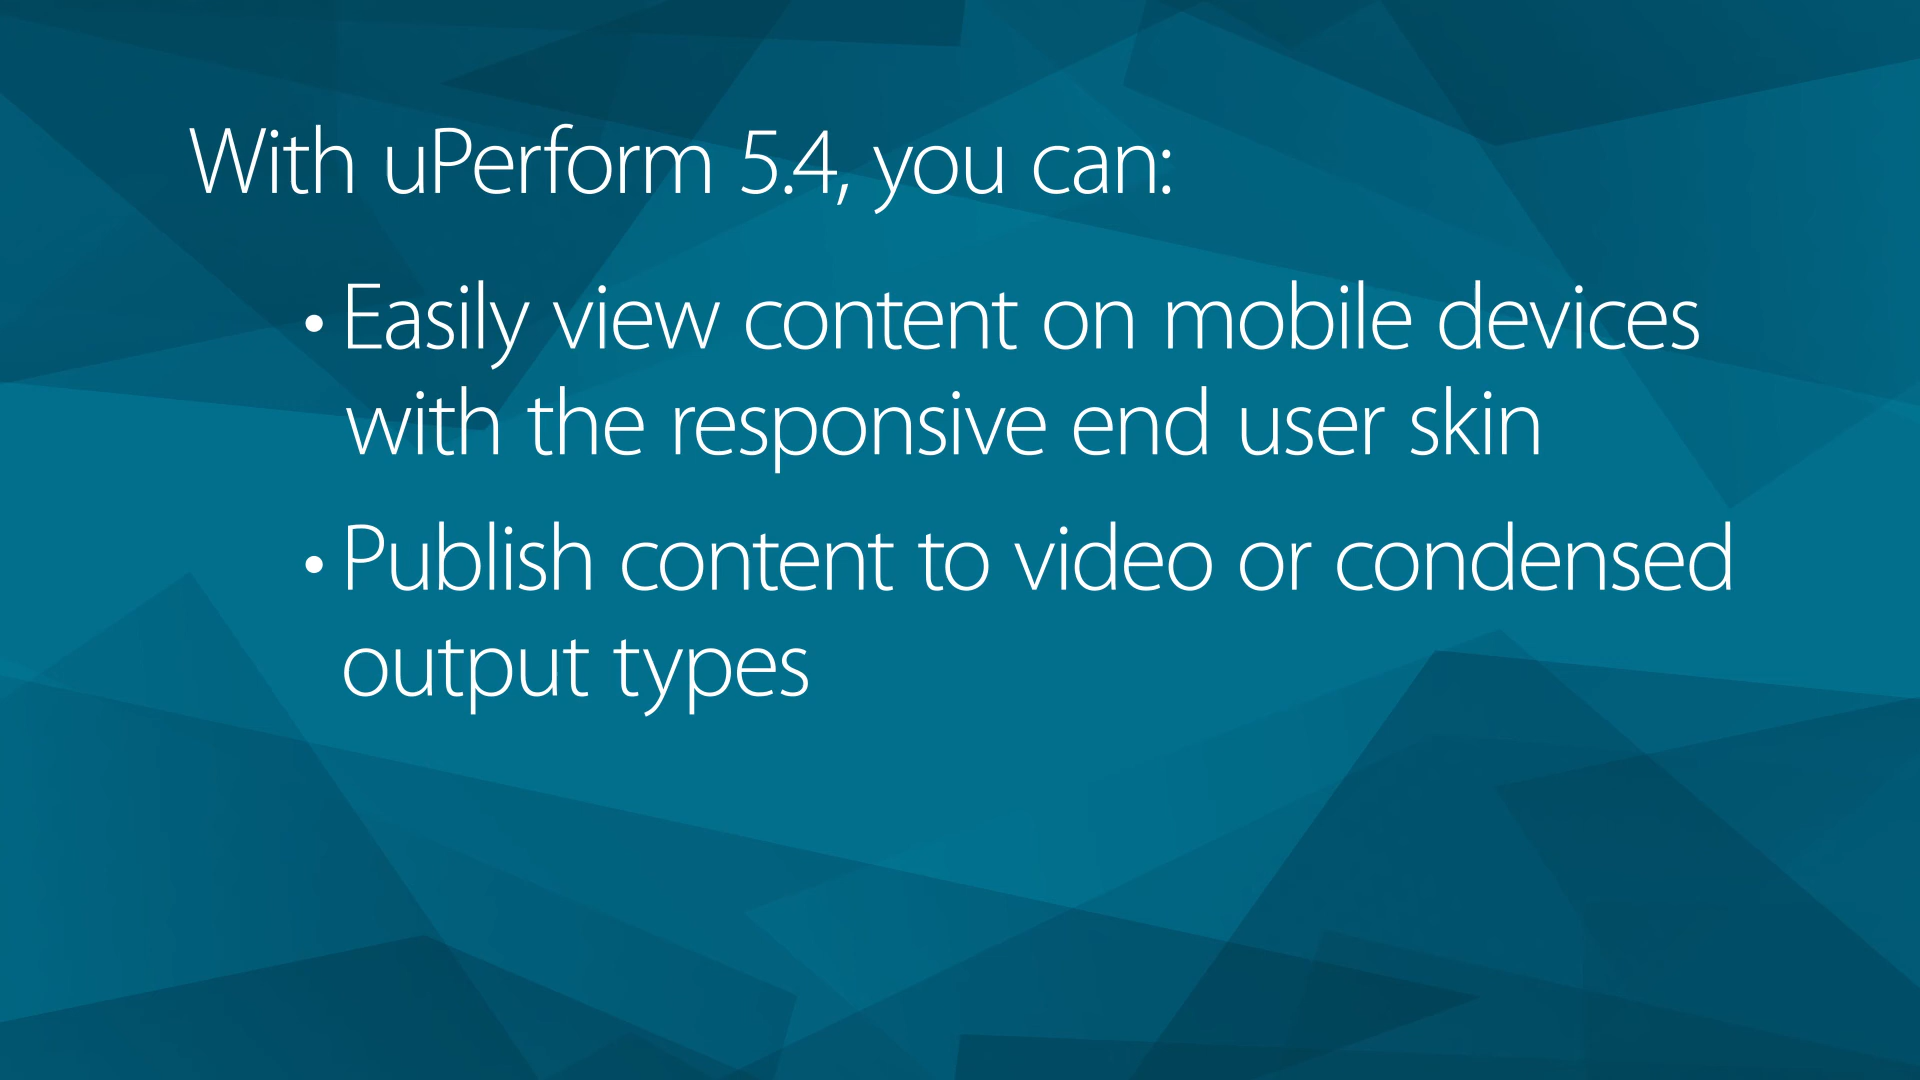 With uPerform 5.4, you can:
• Easily view content on mobile devices
with the responsive end user skin
• Publish content to video or condensed
output types